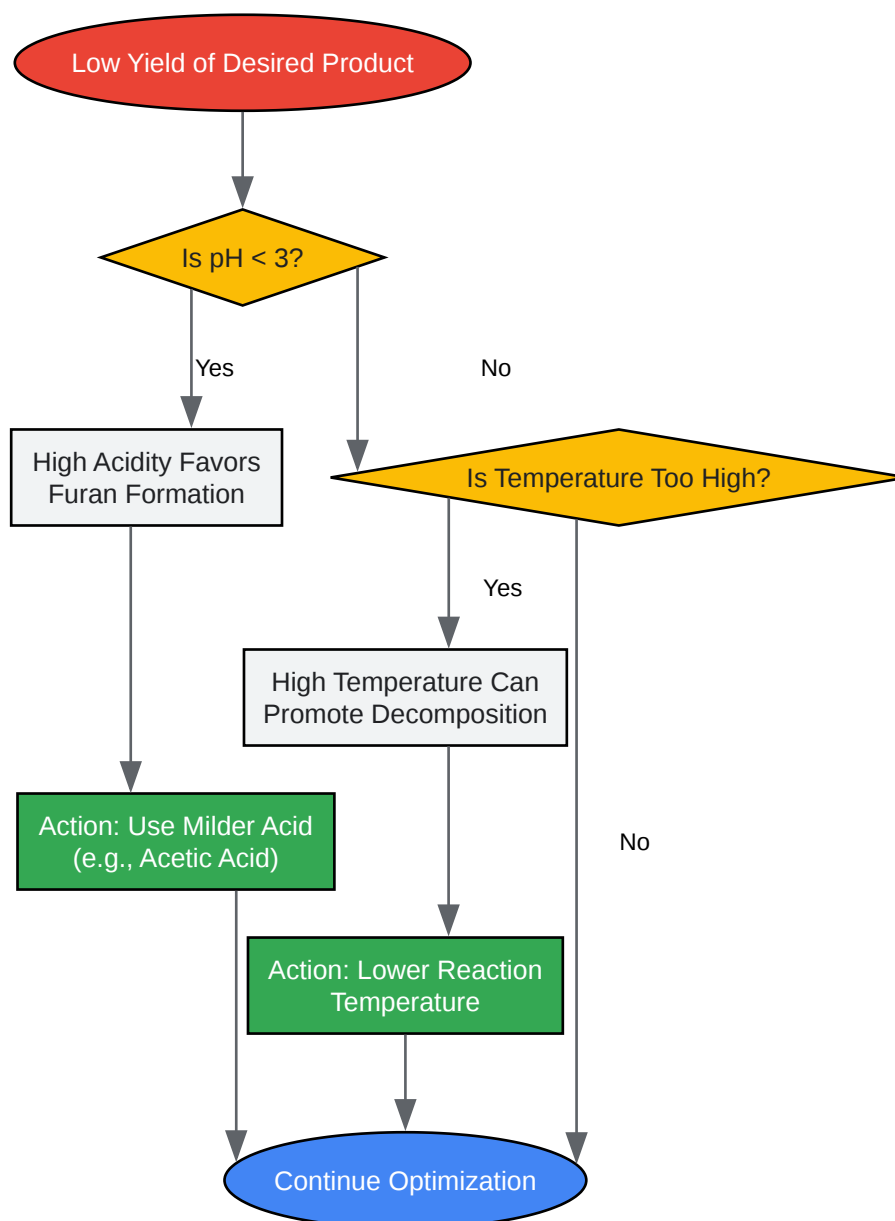 Low Yield of Desired Product
Is pH < 3?
Yes
No
High Acidity Favors
Furan Formation
Is Temperature Too High?
Yes
High Temperature Can
Promote Decomposition
Action: Use Milder Acid
(e.g., Acetic Acid)
No
Action: Lower Reaction
Temperature
Continue Optimization